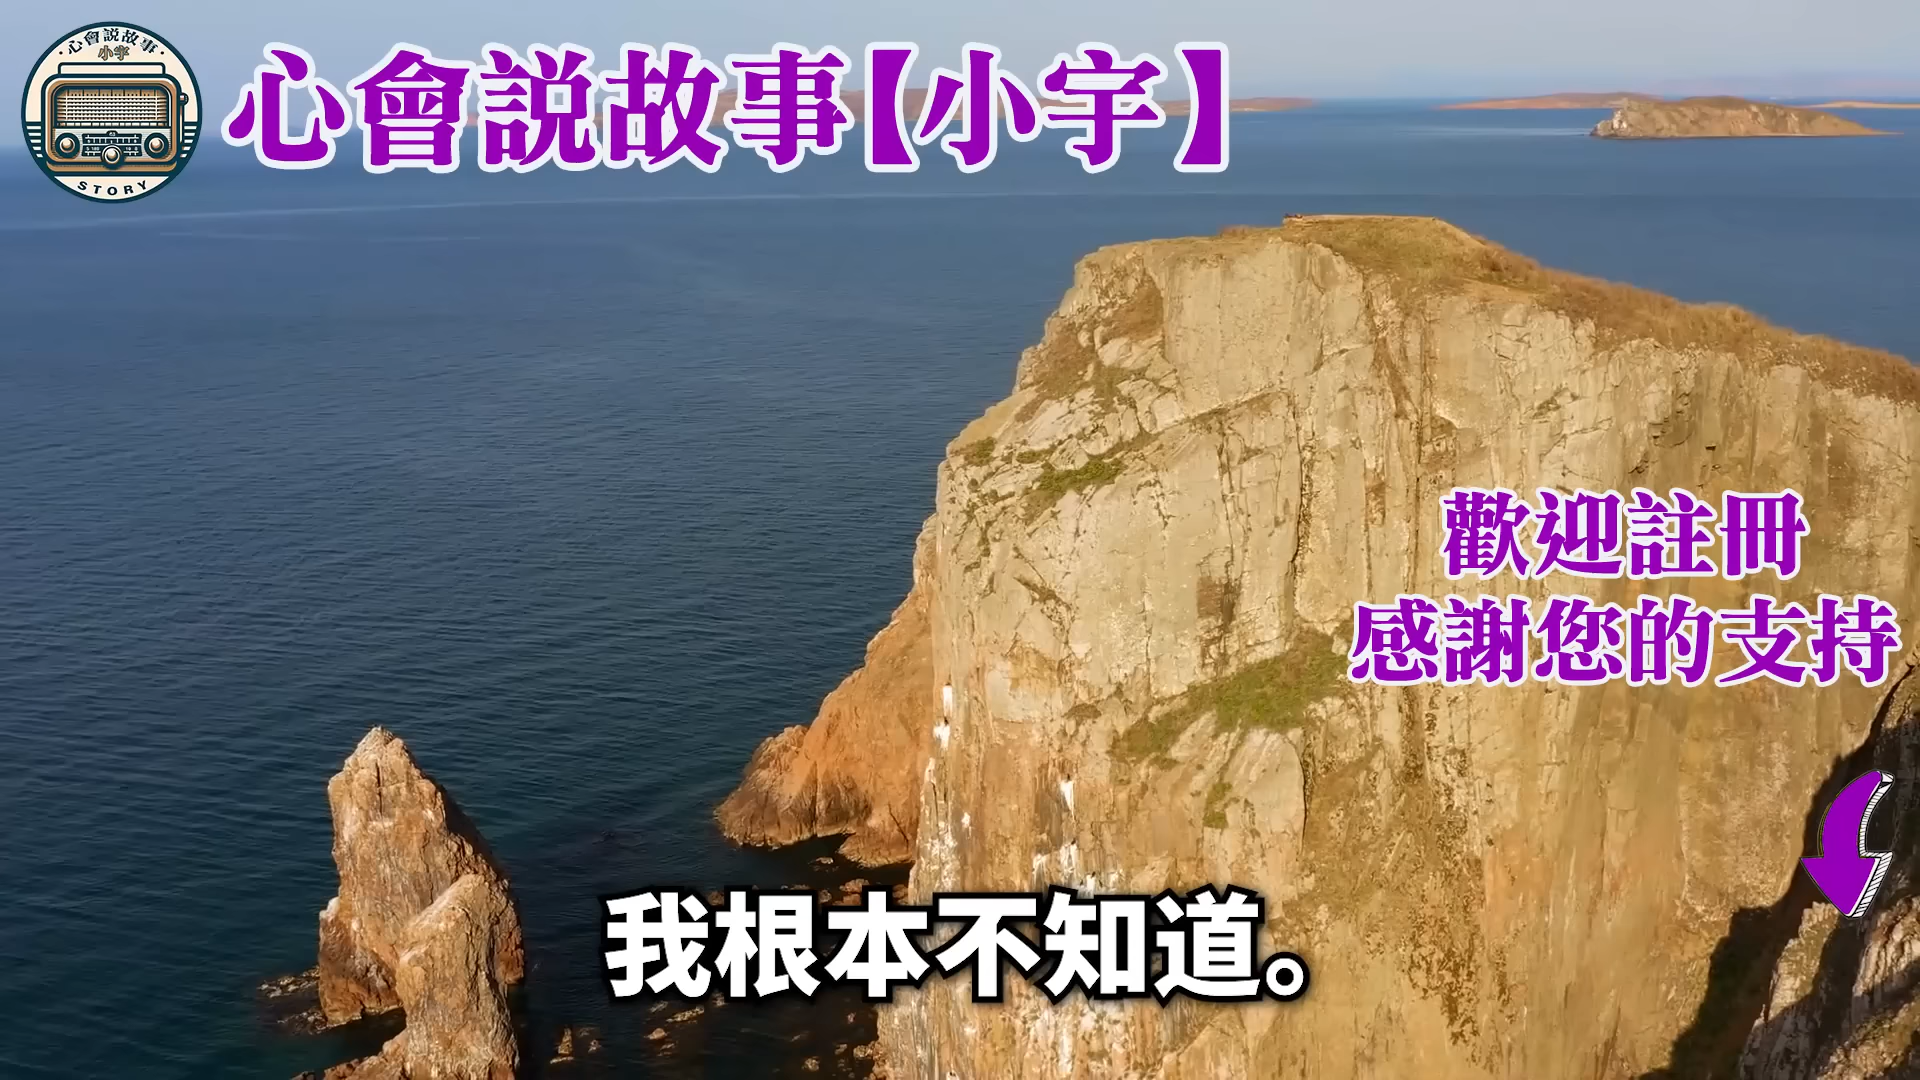 心會説故事
小宇
STORY
心會説故事【小宇】
歡迎註冊
感謝您的支持
我根本不知道。